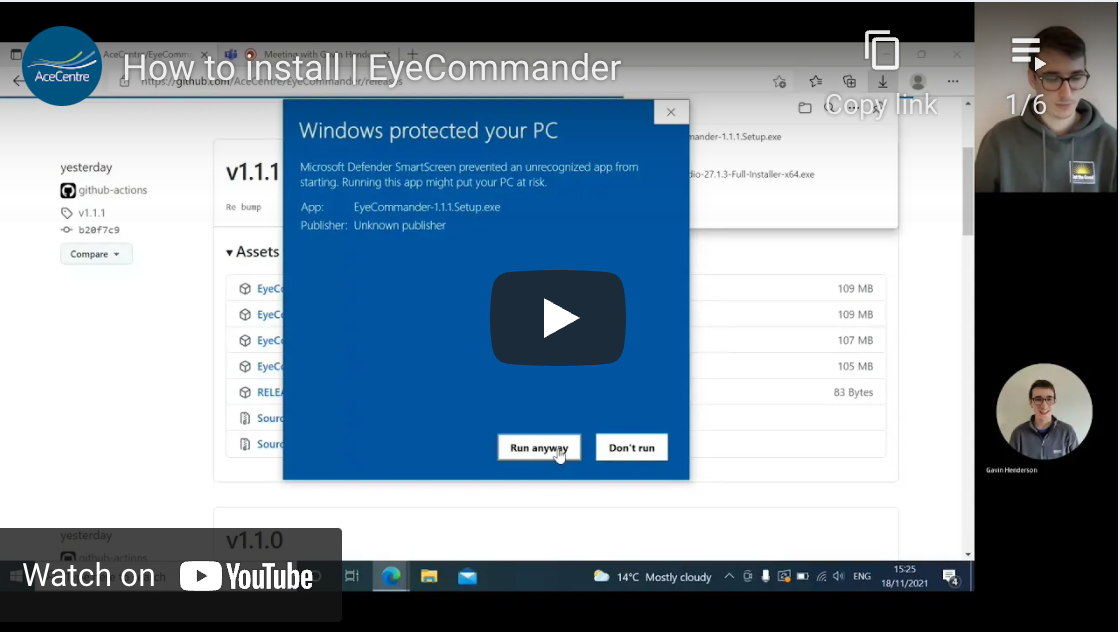 AceCentre
How to install | EyeCommander
Copy link
1/6
Meeting with
https://github.com/AceCentre/EyeCommander/releases
Windows protected your PC
Microsoft Defender SmartScreen prevented an unrecognized app from
starting. Running this app might put your PC at risk.
App: EyeCommander-1.1.1.Setup.exe
Publisher: Unknown publisher
Run anyway
Don't run
mander-1.1.1.Setup.exe
dio-27.1.3-Full-Installer-x64.exe
yesterday
github-actions
v1.1.1
b20f7c9
Compare
v1.1.1
Re bump
Assets
EyeCo
109 MB
EyeCo
109 MB
EyeCo
107 MB
EyeCo
105 MB
RELEA
83 Bytes
Sourc
Sourc
Gavin Henderson
yesterday
github-actions
v1.1.0
Watch on YouTube
14°C Mostly cloudy
ENG
15:25
18/11/2021
4